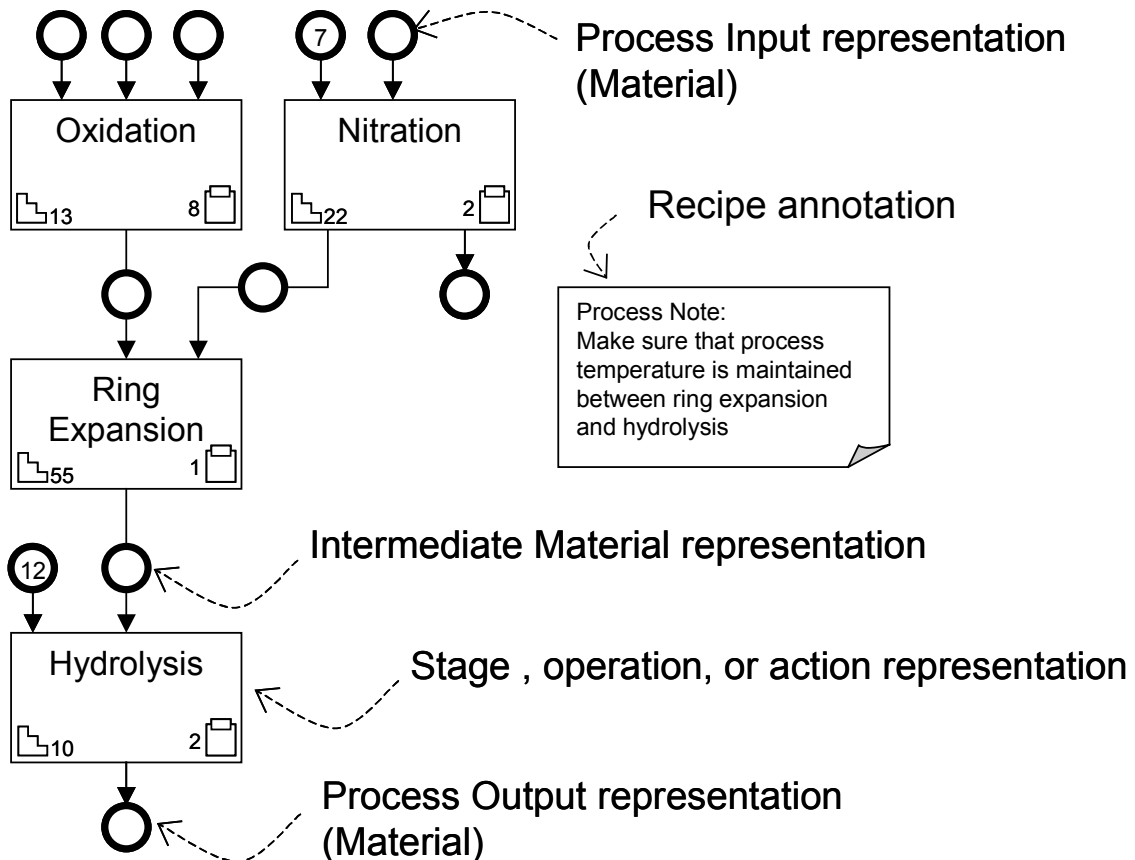 7
Process Input representation
(Material)
Oxidation
Nitration
13
8
22
2
Recipe annotation
Process Note:
Make sure that process
temperature is maintained
between ring expansion
and hydrolysis
Ring
Expansion
55
1
Intermediate Material representation
12
Hydrolysis
Stage , operation, or action representation
10
2
Process Output representation
(Material)